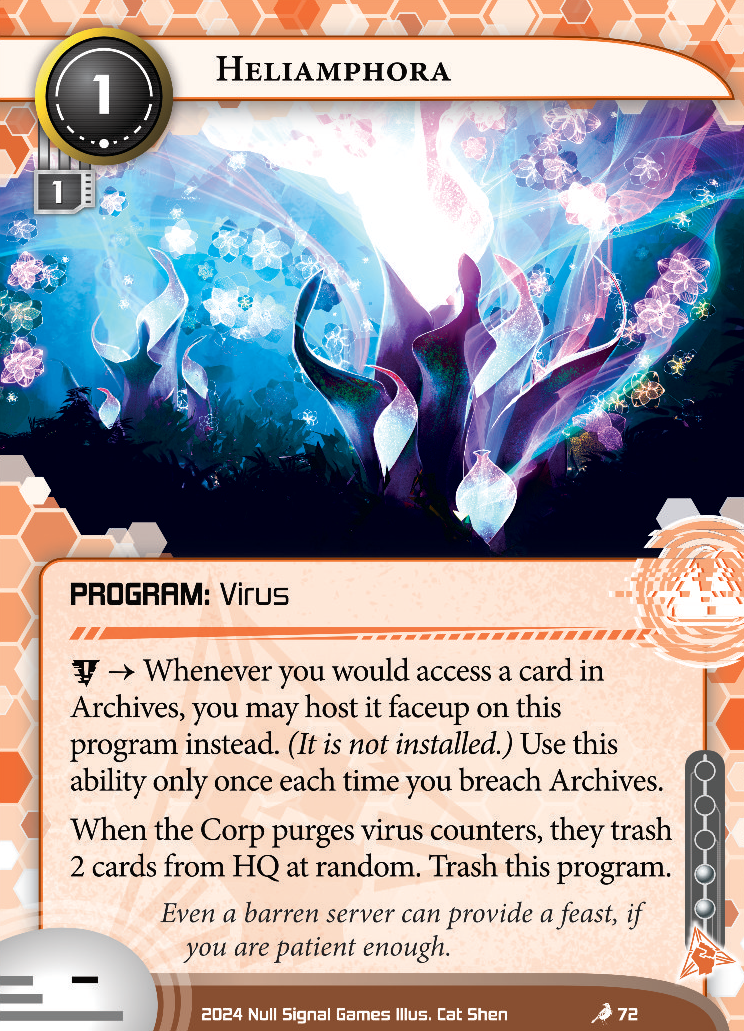 1
Heliamphora
1
PROGRAM: Virus
→ Whenever you would access a card in
Archives, you may host it faceup on this
program instead. (It is not installed.) Use this
ability only once each time you breach Archives.
When the Corp purges virus counters, they trash
2 cards from HQ at random. Trash this program.
Even a barren server can provide a feast, if
you are patient enough.
2024 Null Signal Games Illus. Cat Shen
72